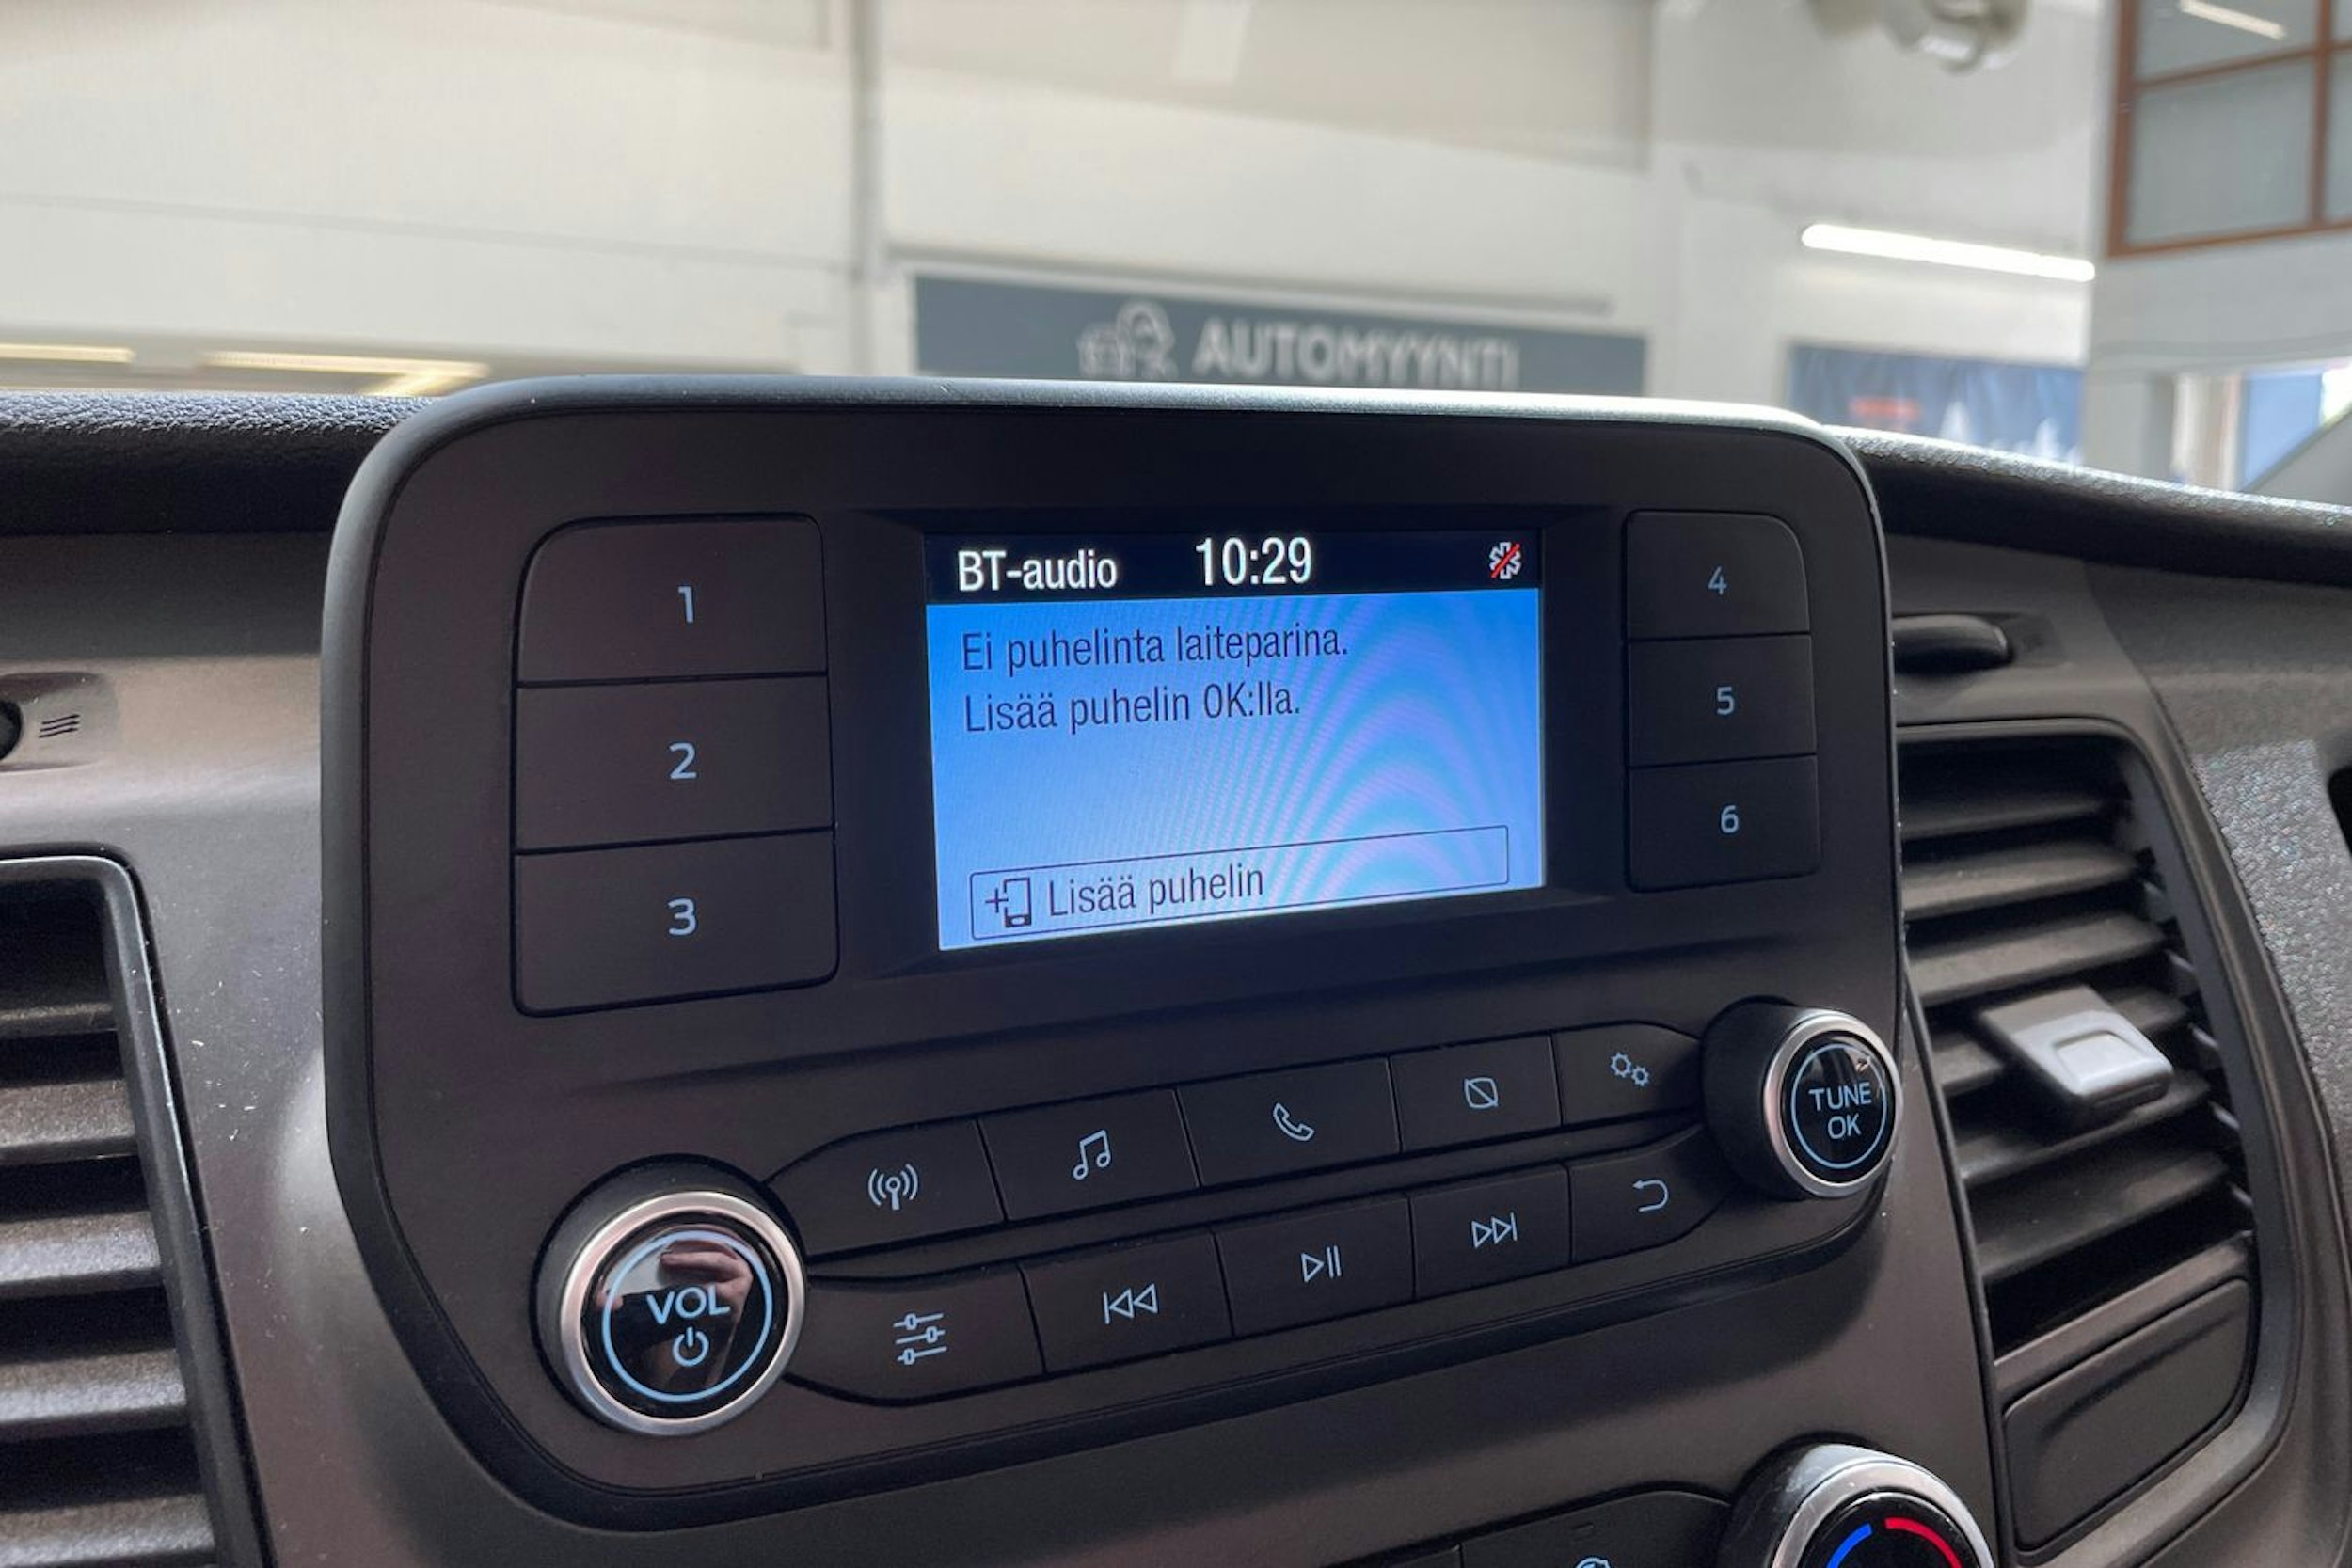 AUTOMYYNTI
BT-audio 10:29
Ei puhelinta laiteparina.
Lisää puhelin OK:lla.
Lisää puhelin
1
2
3
4
5
6
TUNE
OK
VOL